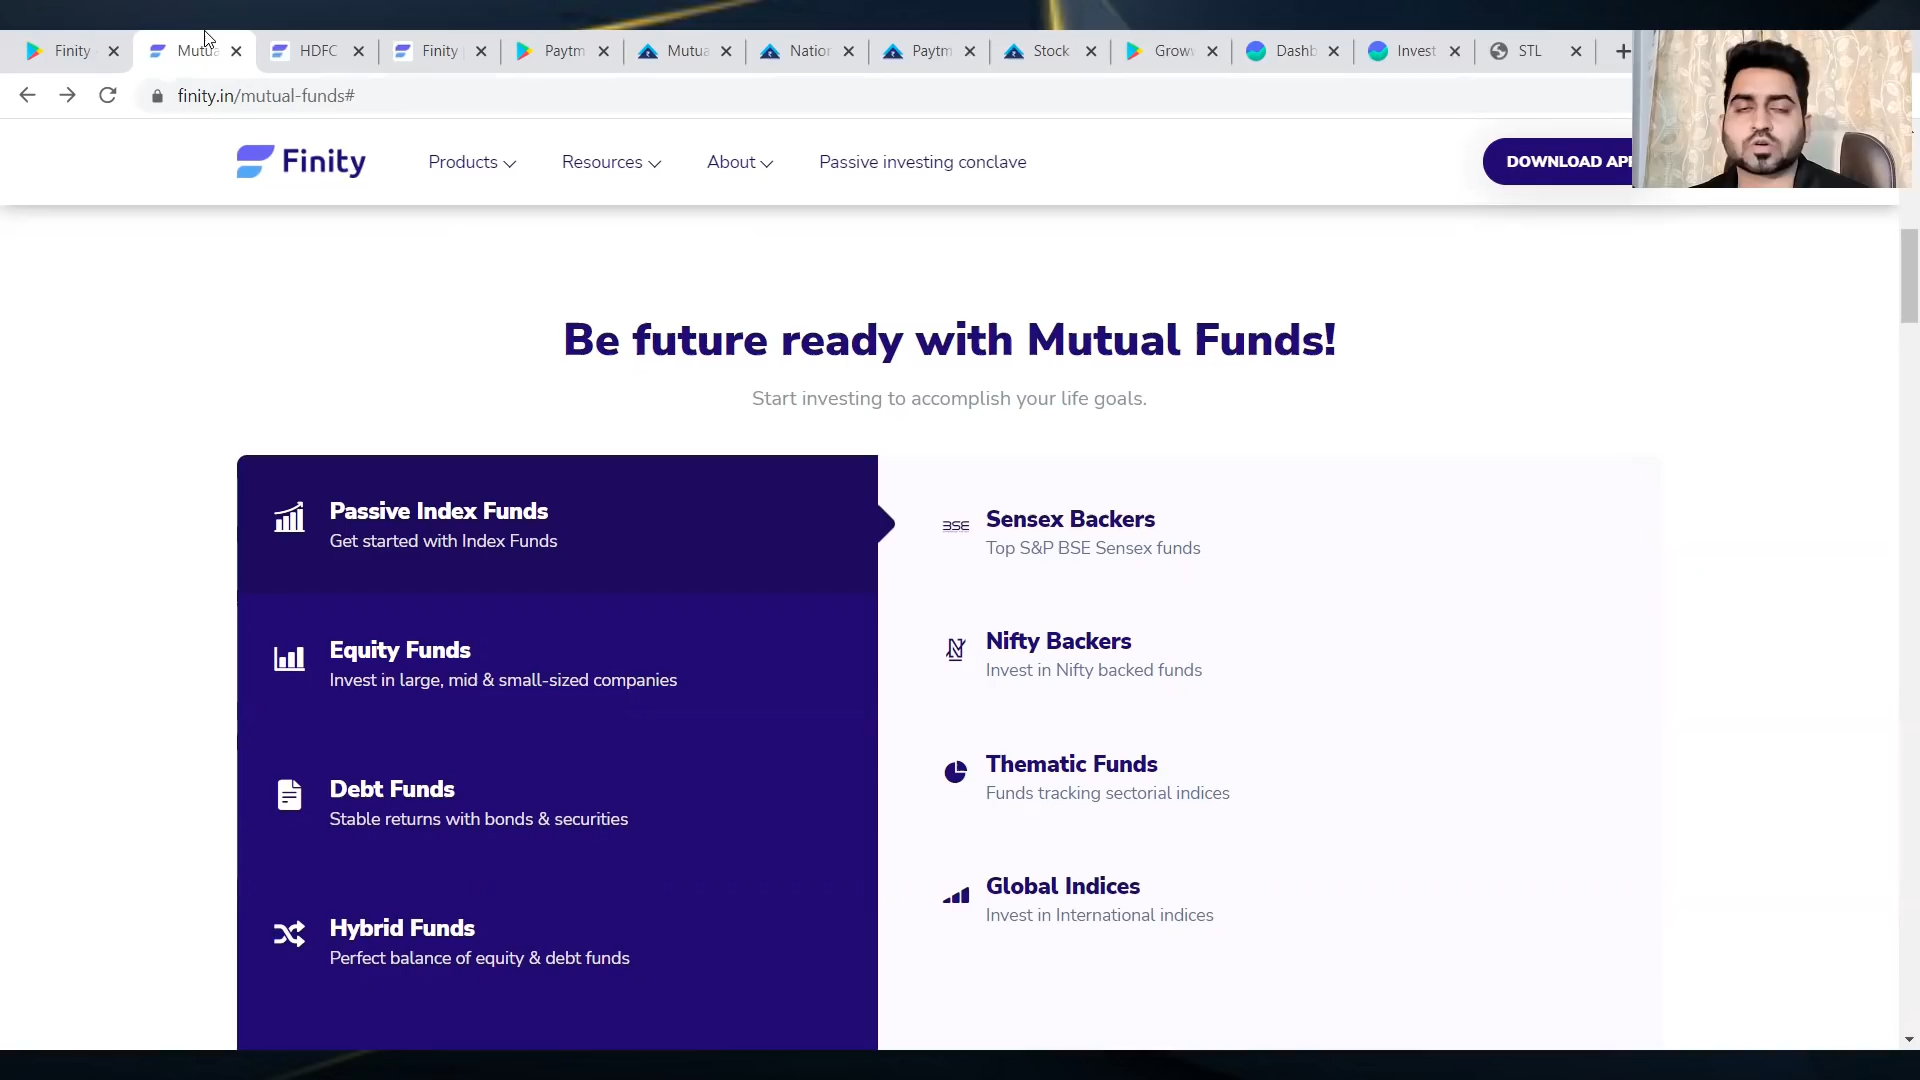 Finity
Mutua
HDFC
Finity
Paytm
Mutua
Nation
Paytm
Stock
Grow
Dashb
Invest
STL
finity.in/mutual-funds#
Finity
Products
Resources
About
Passive investing conclave
DOWNLOAD APP
Be future ready with Mutual Funds!
Start investing to accomplish your life goals.
Passive Index Funds
Get started with Index Funds
Equity Funds
Invest in large, mid & small-sized companies
Debt Funds
Stable returns with bonds & securities
Hybrid Funds
Perfect balance of equity & debt funds
BSE
Sensex Backers
Top S&P BSE Sensex funds
Nifty Backers
Invest in Nifty backed funds
Thematic Funds
Funds tracking sectorial indices
Global Indices
Invest in International indices